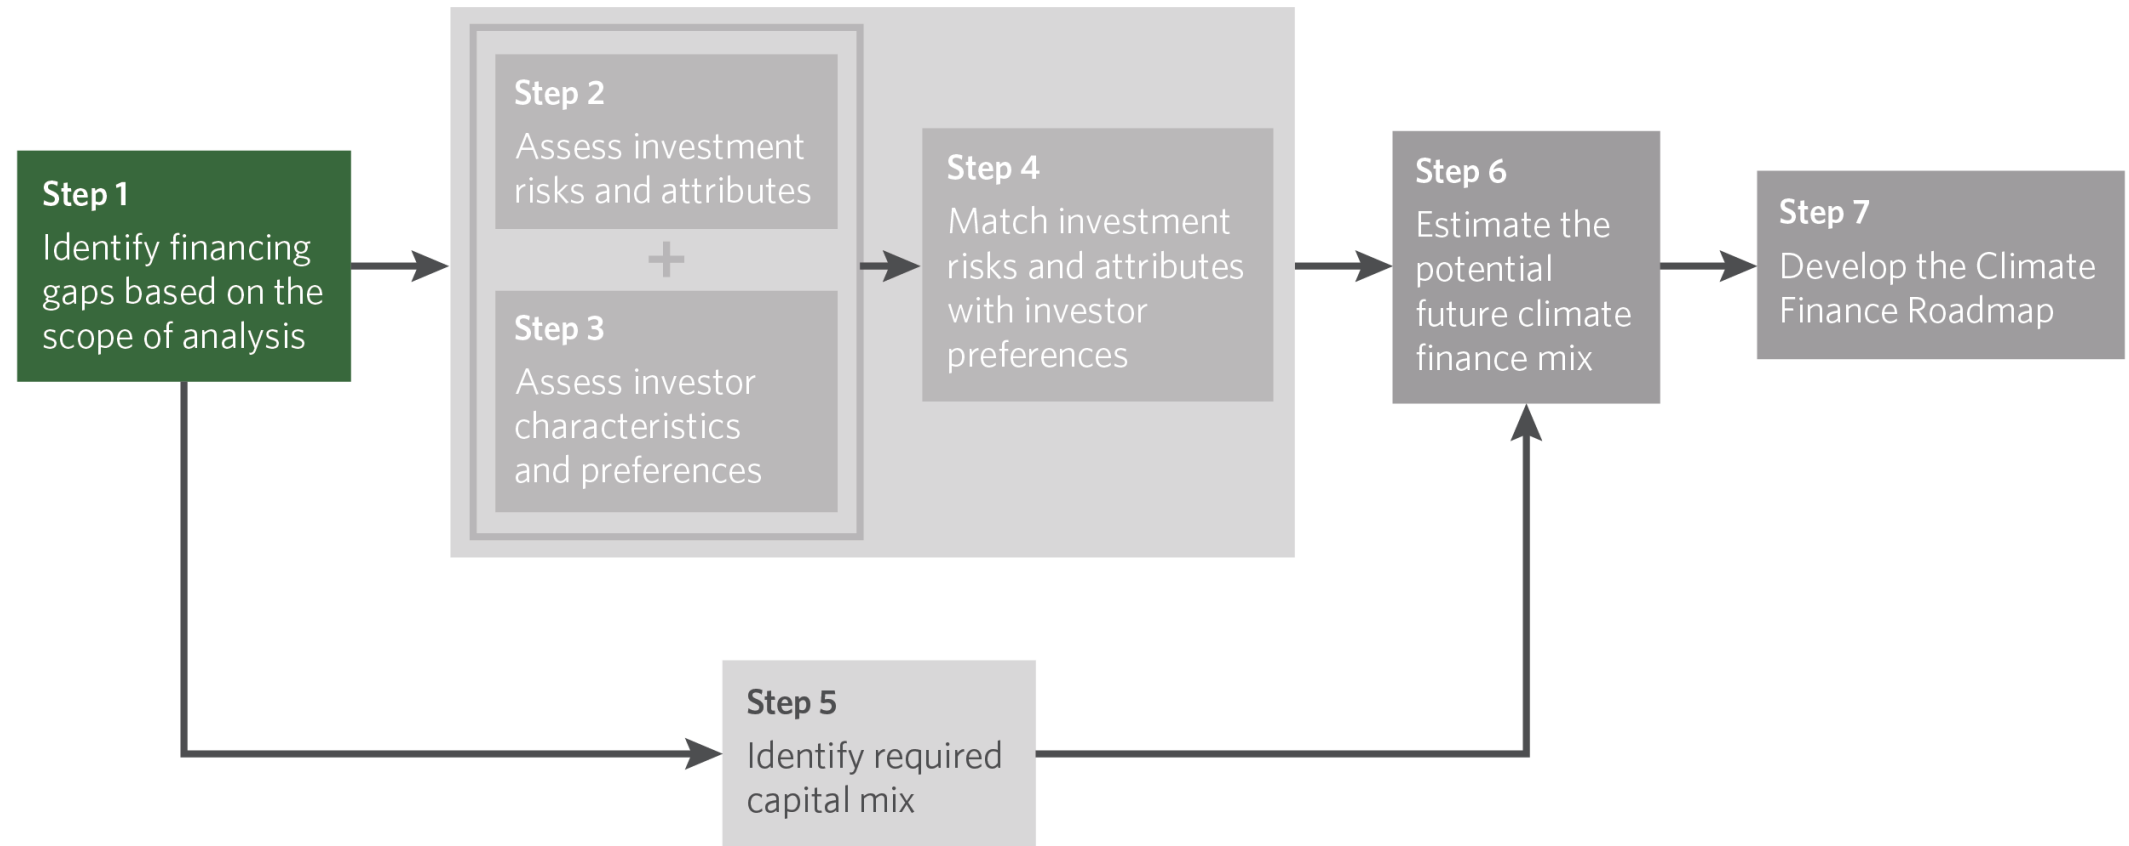 Step 1
Identify financing
gaps based on the
scope of analysis
Step 2
Assess investment
risks and attributes
+
Step 3
Assess investor
characteristics
and preferences
Step 4
Match investment
risks and attributes
with investor
preferences
Step 5
Identify required
capital mix
Step 6
Estimate the
potential
future climate
finance mix
Step 7
Develop the Climate
Finance Roadmap